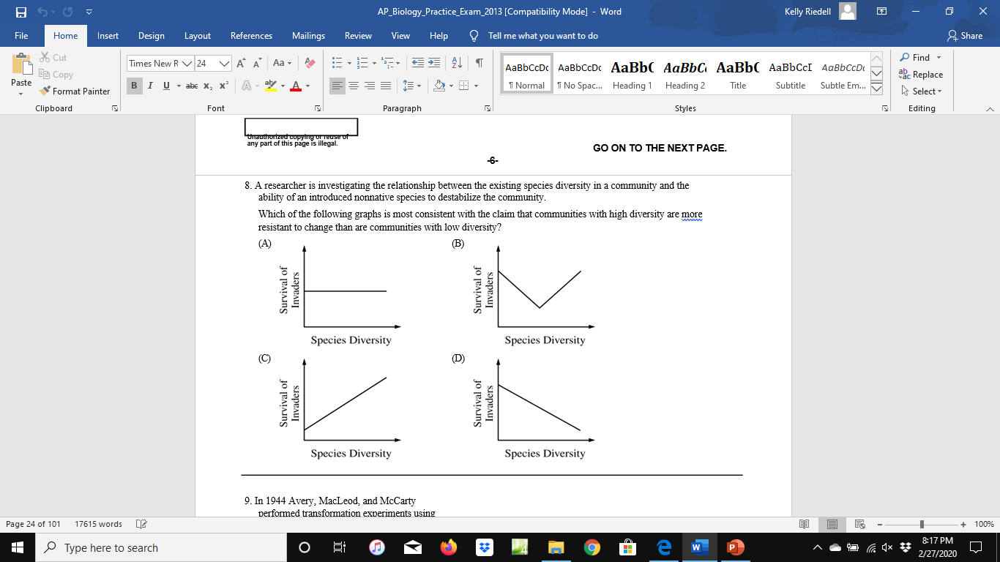 AP_Biology_Practice_Exam_2013 [Compatibility Mode] - Word
Kelly Riedell
File Home Insert Design Layout References Mailings Review View Help Tell me what you want to do Share
Paste
Cut
Copy
Format Painter
Clipboard
Times New R 24
B I U abc X₂ X²
Font
Paragraph
AaBbCcDc AaBbCcDc AaBbC AaBbC AaBbC AaBbCcI AaBbCcDc
¶ Normal ¶ No Spac... Heading 1 Heading 2 Title Subtitle Subtle Em...
Styles
Find
Replace
Select
Editing
Unauthorized copying or reuse of
any part of this page is illegal.
GO ON TO THE NEXT PAGE.
-6-
8. A researcher is investigating the relationship between the existing species diversity in a community and the
ability of an introduced nonnative species to destabilize the community.
Which of the following graphs is most consistent with the claim that communities with high diversity are more
resistant to change than are communities with low diversity?
(A)
Survival of
Invaders
Species Diversity
(B)
Survival of
Invaders
Species Diversity
(C)
Survival of
Invaders
Species Diversity
(D)
Survival of
Invaders
Species Diversity
9. In 1944 Avery, MacLeod, and McCarty
performed transformation experiments using
Page 24 of 101 17615 words
100%
Type here to search
8:17 PM
2/27/2020